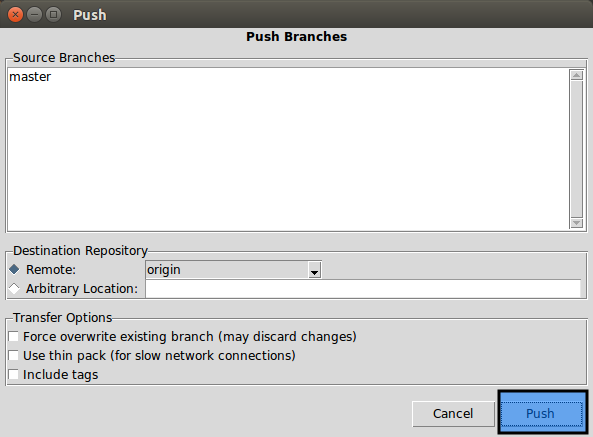 Push
Push Branches
Source Branches
master
Destination Repository
Remote: origin
Arbitrary Location:
Transfer Options
Force overwrite existing branch (may discard changes)
Use thin pack (for slow network connections)
Include tags
Cancel Push